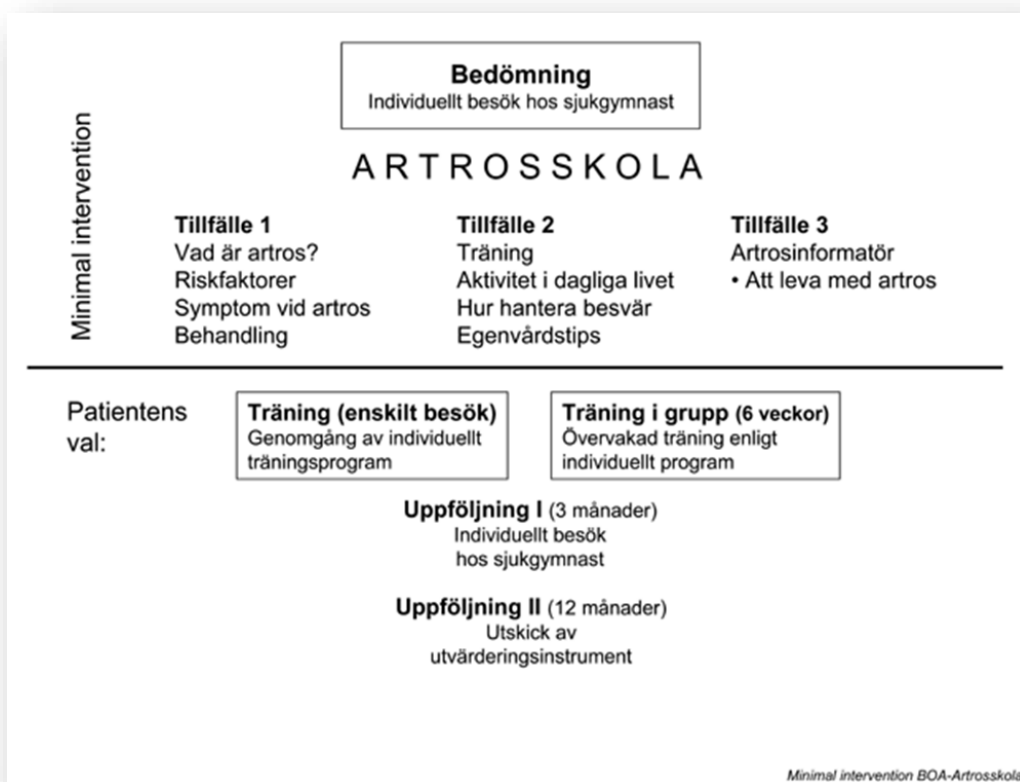 Bedömning
Individuellt besök hos sjukgymnast
ARTROSSKOLA
Minimal intervention
Tillfälle 1
Vad är artros?
Riskfaktorer
Symptom vid artros
Behandling
Tillfälle 2
Träning
Aktivitet i dagliga livet
Hur hantera besvär
Egenvårdstips
Tillfälle 3
Artrosinformatör
• Att leva med artros
Patientens
val:
Träning (enskilt besök)
Genomgång av individuellt
träningsprogram
Träning i grupp (6 veckor)
Övervakad träning enligt
individuellt program
Uppföljning I (3 månader)
Individuellt besök
hos sjukgymnast
Uppföljning II (12 månader)
Utskick av
utvärderingsinstrument
Minimal intervention BOA-Artrosskola